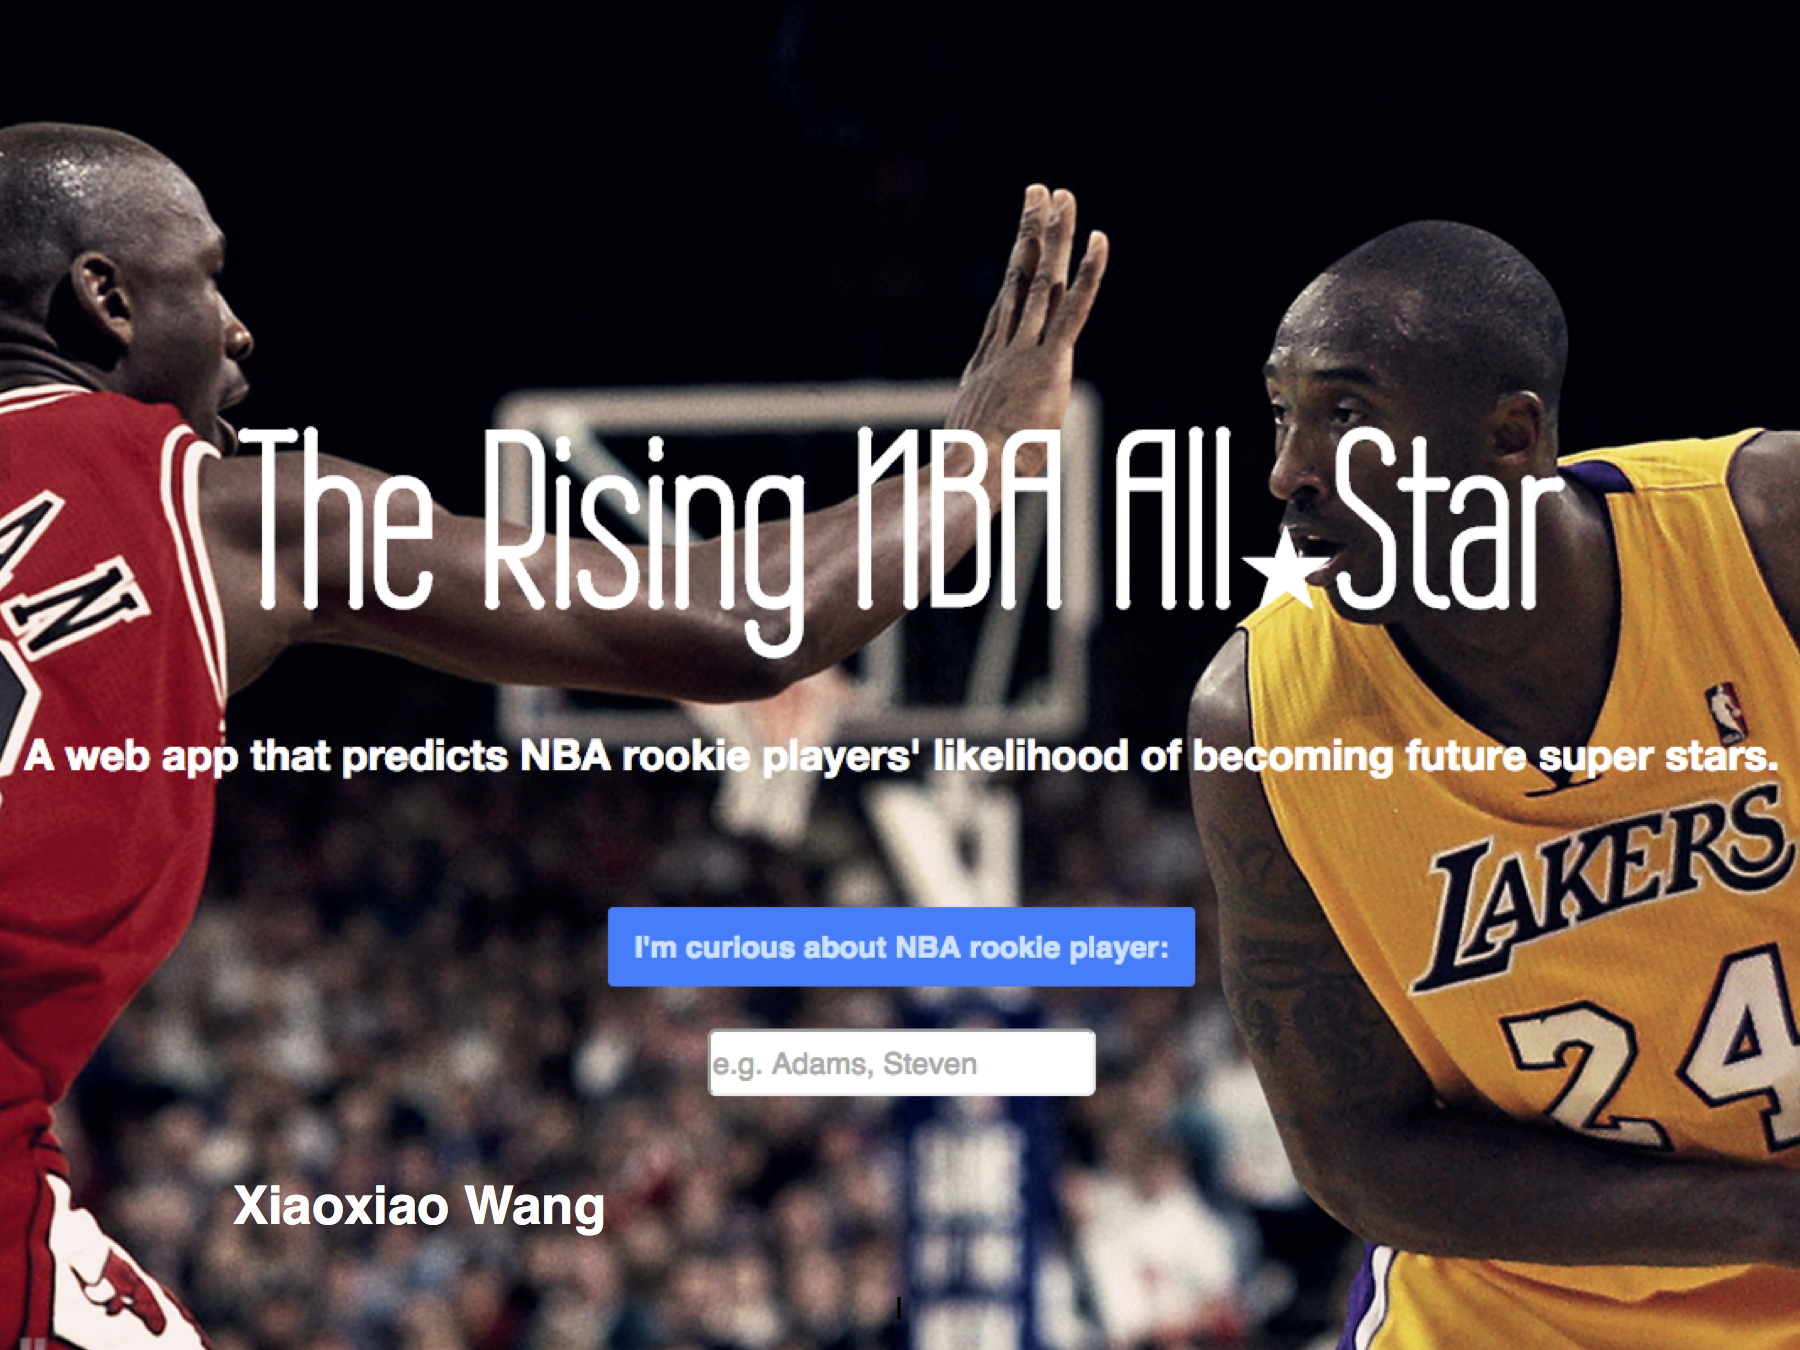 The Rising NBA All★Star
AN
A web app that predicts NBA rookie players' likelihood of becoming future super stars.
LAKERS
I'm curious about NBA rookie player:
24
e.g. Adams, Steven
Xiaoxiao Wang